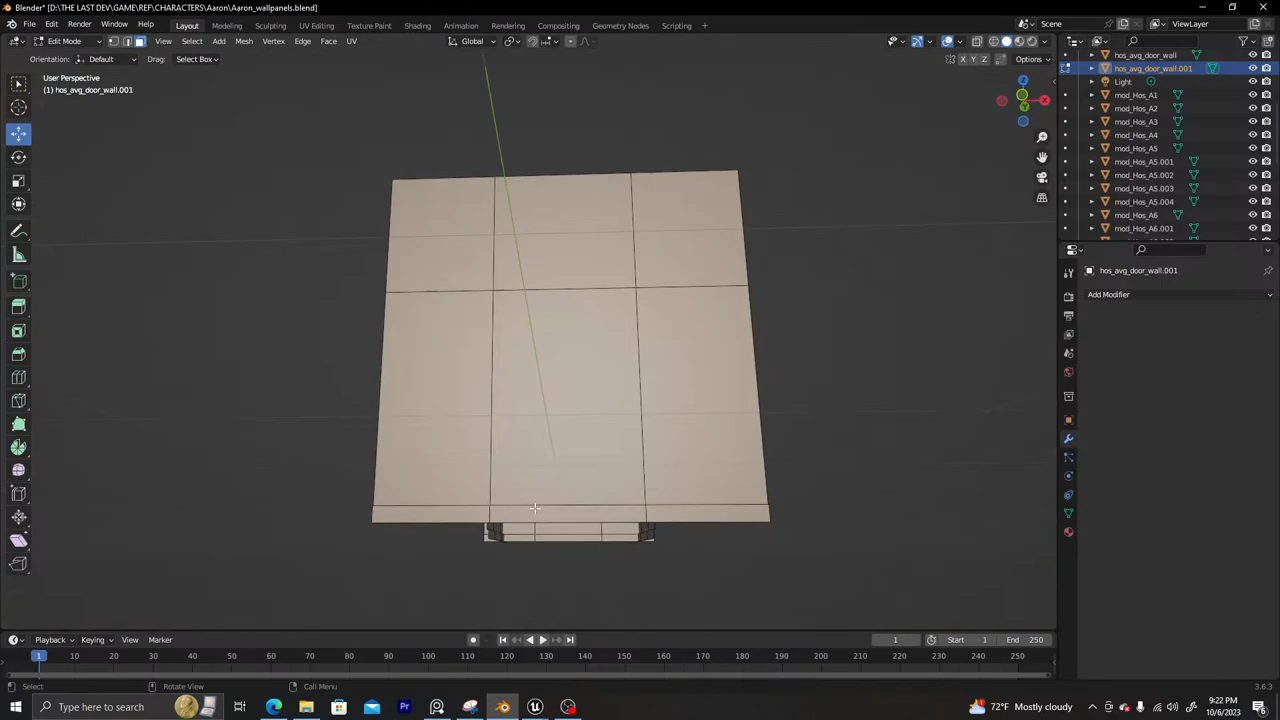 Blender* [D:\THE LAST DEV\GAME\REF\CHARACTERS\Aaron\Aaron_wallpanels.blend]
File Edit Render Window Help Layout Modeling Sculpting UV Editing Texture Paint Shading Animation Rendering Compositing Geometry Nodes Scripting Scene ViewLayer
Edit Mode View Select Add Mesh Vertex Edge Face UV Global
Orientation: Default Drag: Select Box X Y Z Options
User Perspective
(1) hos_avg_door_wall.001
Z
X
Y
hos_avg_door_wall
hos_avg_door_wall.001
Light
mod_Hos_A1
mod_Hos_A2
mod_Hos_A3
mod_Hos_A4
mod_Hos_A5
mod_Hos_A5.001
mod_Hos_A5.002
mod_Hos_A5.003
mod_Hos_A5.004
mod_Hos_A6
mod_Hos_A6.001
hos_avg_door_wall.001
Add Modifier
Playback Keying View Marker 1 Start 1 End 250
1 10 20 30 40 50 60 70 80 90 100 110 120 130 140 150 160 170 180 190 200 210 220 230 240 250
Select Rotate View Call Menu 3.6.3
Type here to search Pr 72°F Mostly cloudy 9:22 PM
10/6/2023